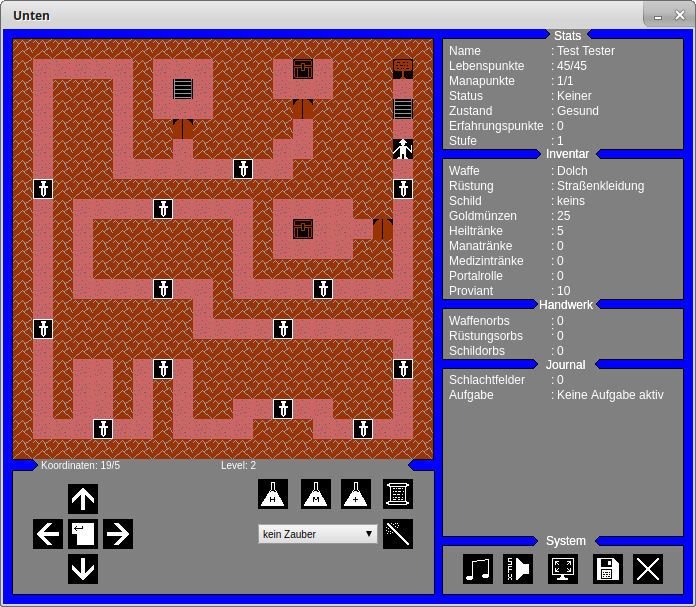 Unten
Stats
Name : Test Tester
Lebenspunkte : 45/45
Manapunkte : 1/1
Status : Keiner
Zustand : Gesund
Erfahrungspunkte : 0
Stufe : 1
Inventar
Waffe : Dolch
Rüstung : Straßenkleidung
Schild : keins
Goldmünzen : 25
Heiltränke : 5
Manatränke : 0
Medizintränke : 0
Portalrolle : 0
Proviant : 10
Handwerk
Waffenorbs : 0
Rüstungsorbs : 0
Schildorbs : 0
Journal
Schlachtfelder : 0
Aufgabe : Keine Aufgabe aktiv
Koordinaten: 19/5 Level: 2
H M +
kein Zauber
System
SFX